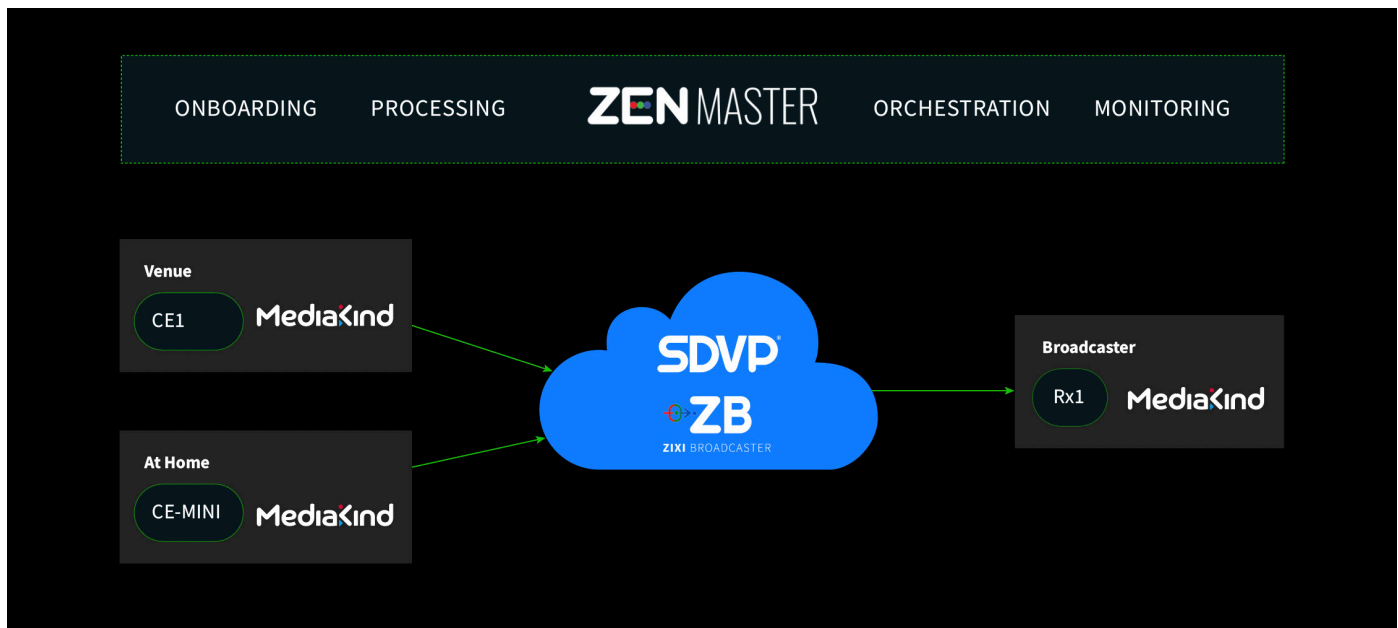 ONBOARDING PROCESSING ZEN MASTER ORCHESTRATION MONITORING
Venue
CE1 MediaKind
At Home
CE-MINI MediaKind
SDVP®
ZB
ZIXI BROADCASTER
Broadcaster
Rx1 MediaKind